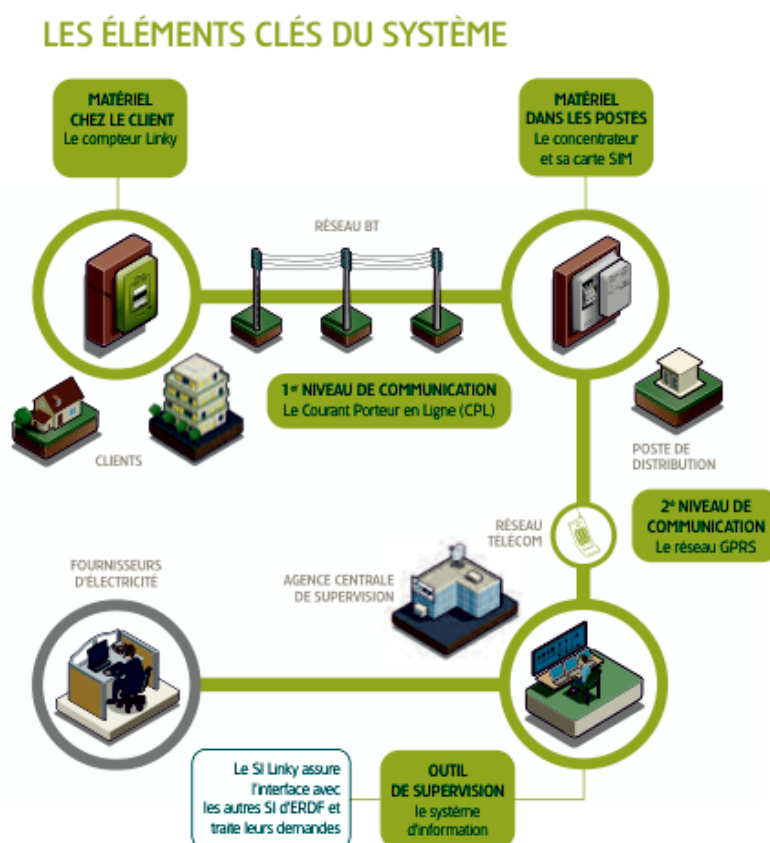 LES ÉLÉMENTS CLÉS DU SYSTÈME
MATÉRIEL
CHEZ LE CLIENT
Le compteur Linky
MATÉRIEL
DANS LES POSTES
Le concentrateur
et sa carte SIM
RÉSEAU BT
1er NIVEAU DE COMMUNICATION
Le Courant Porteur en Ligne (CPL)
CLIENTS
POSTE DE
DISTRIBUTION
2è NIVEAU DE
COMMUNICATION
Le réseau GPRS
RÉSEAU
TÉLÉCOM
AGENCE CENTRALE
DE SUPERVISION
FOURNISSEURS
D'ÉLECTRICITÉ
Le SI Linky assure
l'interface avec
les autres SI d'ERDF et
traite leurs demandes
OUTIL
DE SUPERVISION
le système
d'information